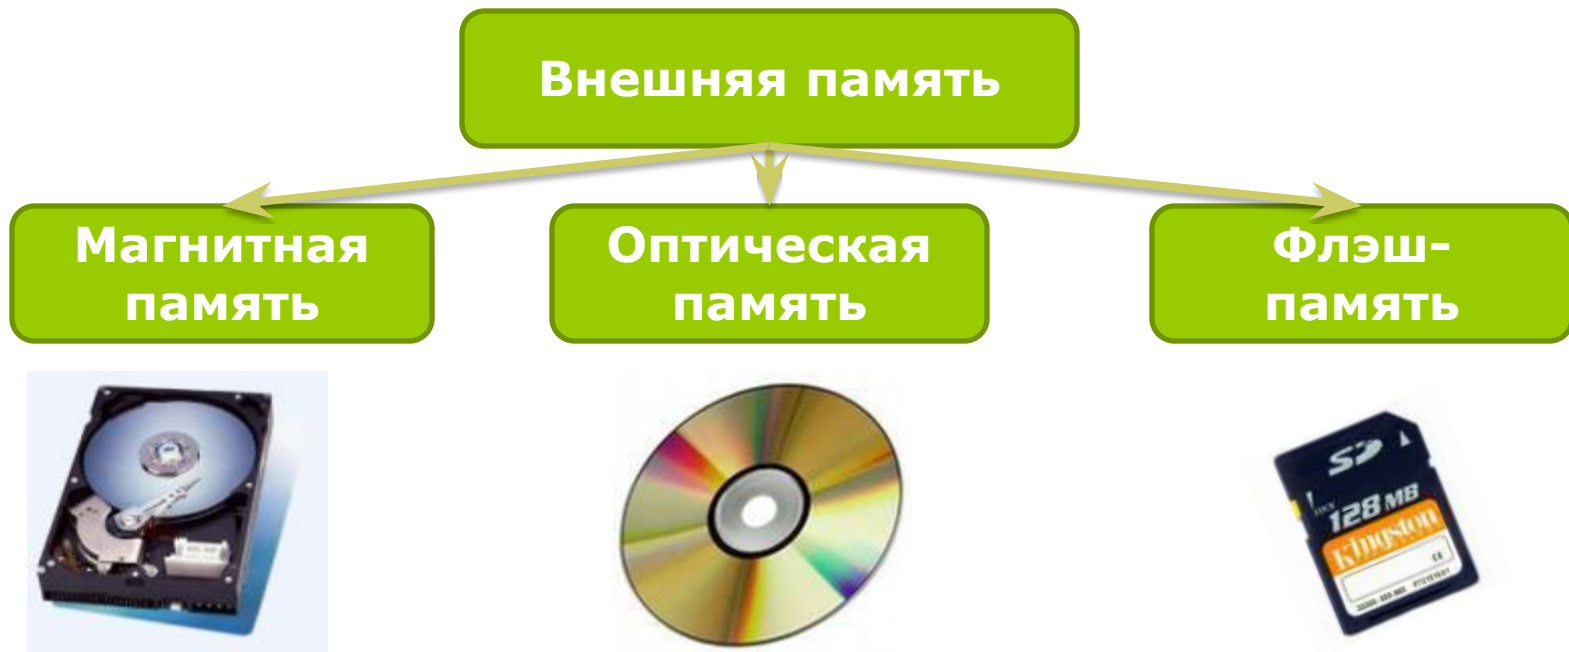 Внешняя память
Магнитная
память
Оптическая
память
Флэш-
память
SD
128 MB
Kingston